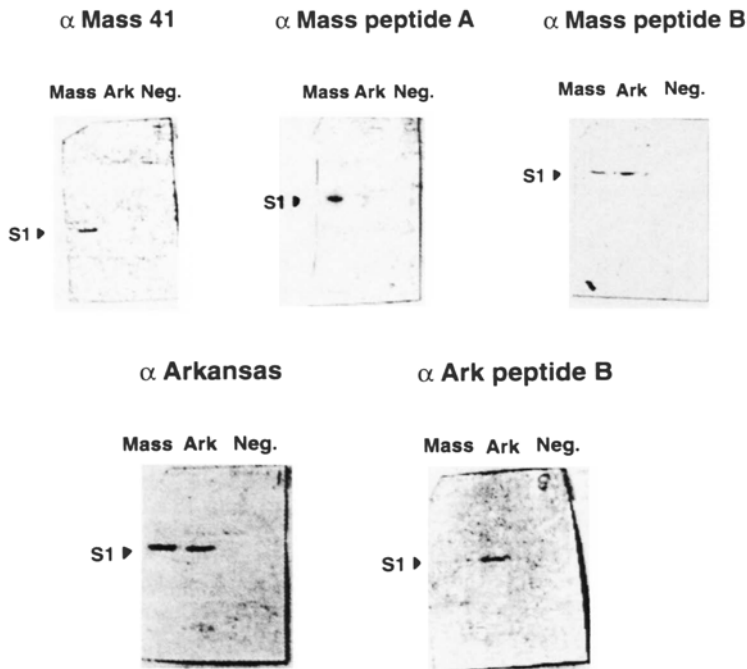 α Mass 41
α Mass peptide A
α Mass peptide B
Mass Ark Neg.
Mass Ark Neg.
Mass Ark Neg.
S1
S1
S1
α Arkansas
α Ark peptide B
Mass Ark Neg.
Mass Ark Neg.
S1
S1